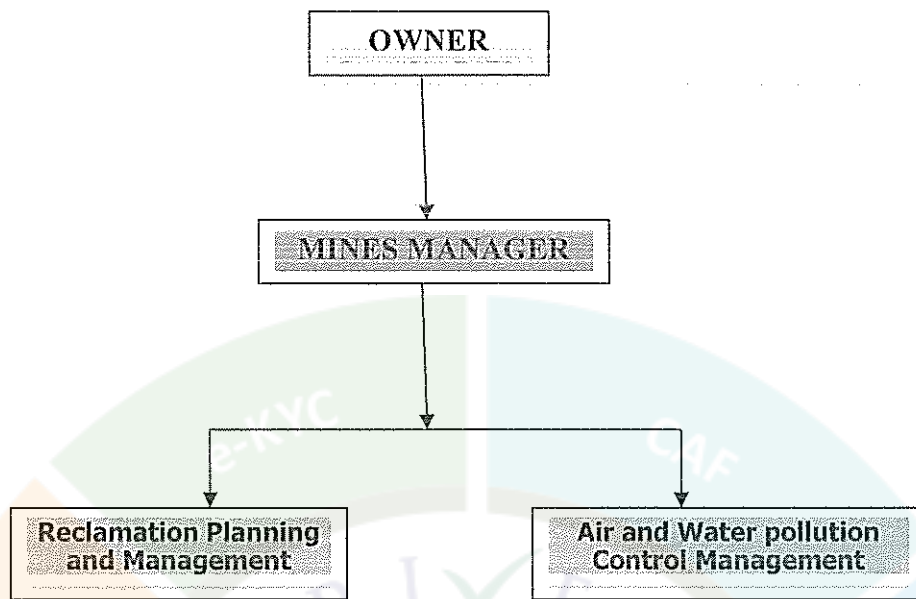 OWNER
MINES MANAGER
e-KYC
CAF
Reclamation Planning
and Management
Air and Water pollution
Control Management